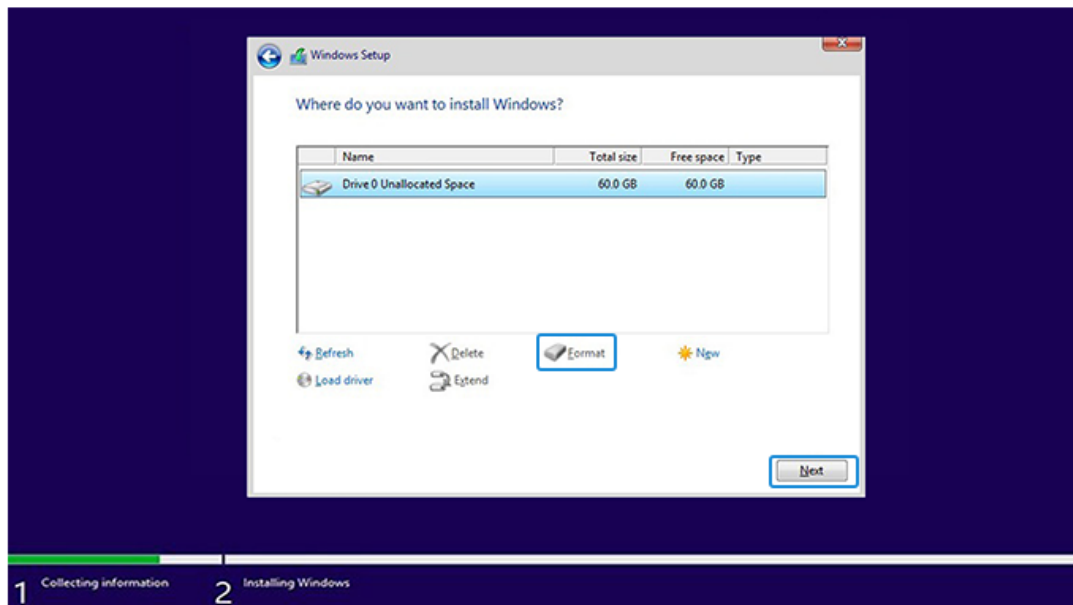 Windows Setup
Where do you want to install Windows?
Name Total size Free space Type
Drive 0 Unallocated Space 60.0 GB 60.0 GB
Refresh Delete Format New
Load driver Extend
Next
1 Collecting information 2 Installing Windows